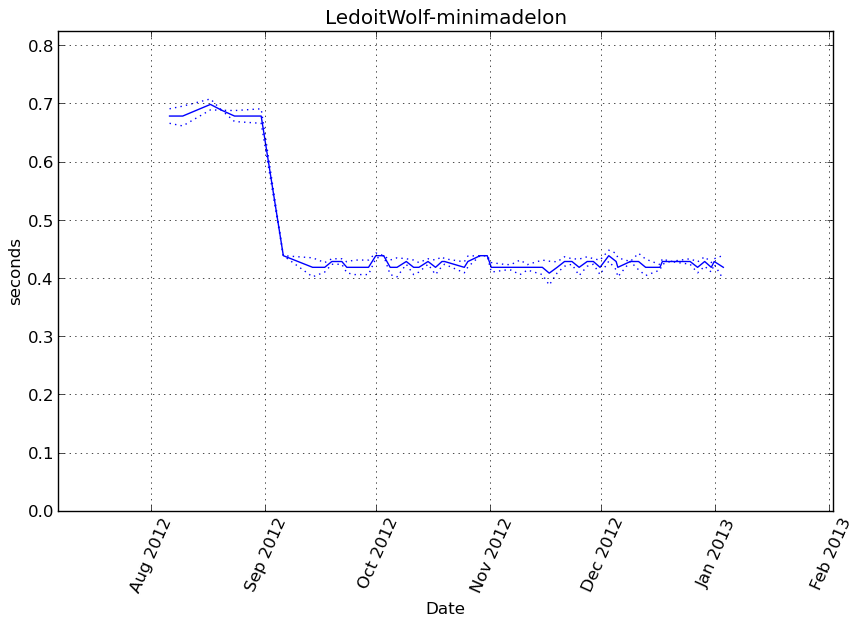 LedoitWolf-minimadelon
0.8
0.7
0.6
0.5
0.4
0.3
0.2
0.1
0.0
seconds
Aug 2012
Sep 2012
Oct 2012
Nov 2012
Dec 2012
Jan 2013
Feb 2013
Date